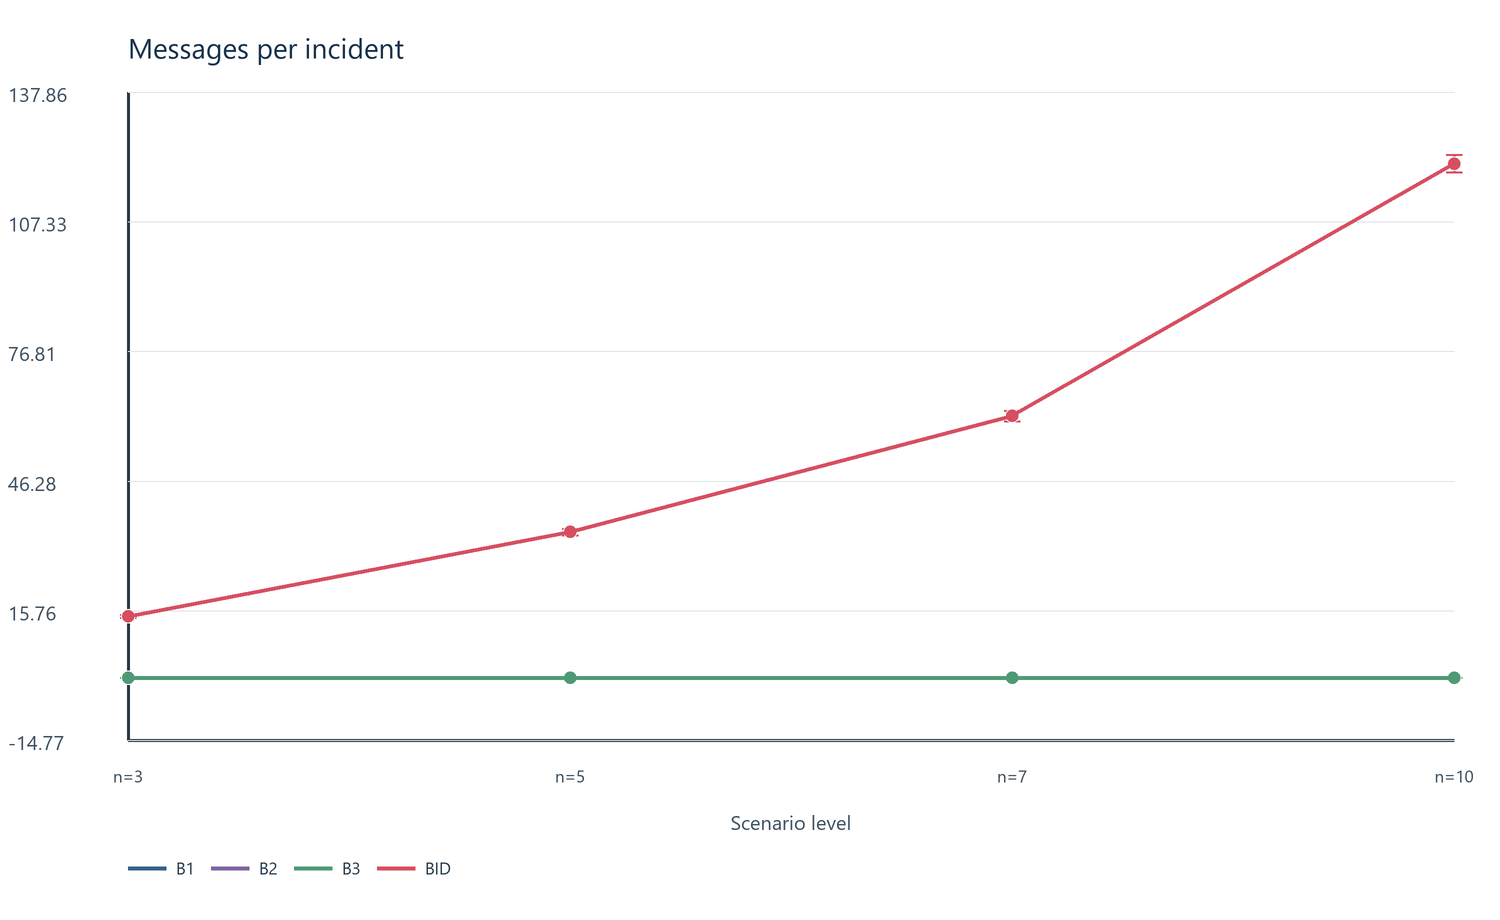 Messages per incident
137.86
107.33
76.81
46.28
15.76
-14.77
n=3 n=5 n=7 n=10
Scenario level
B1 B2 B3 BID